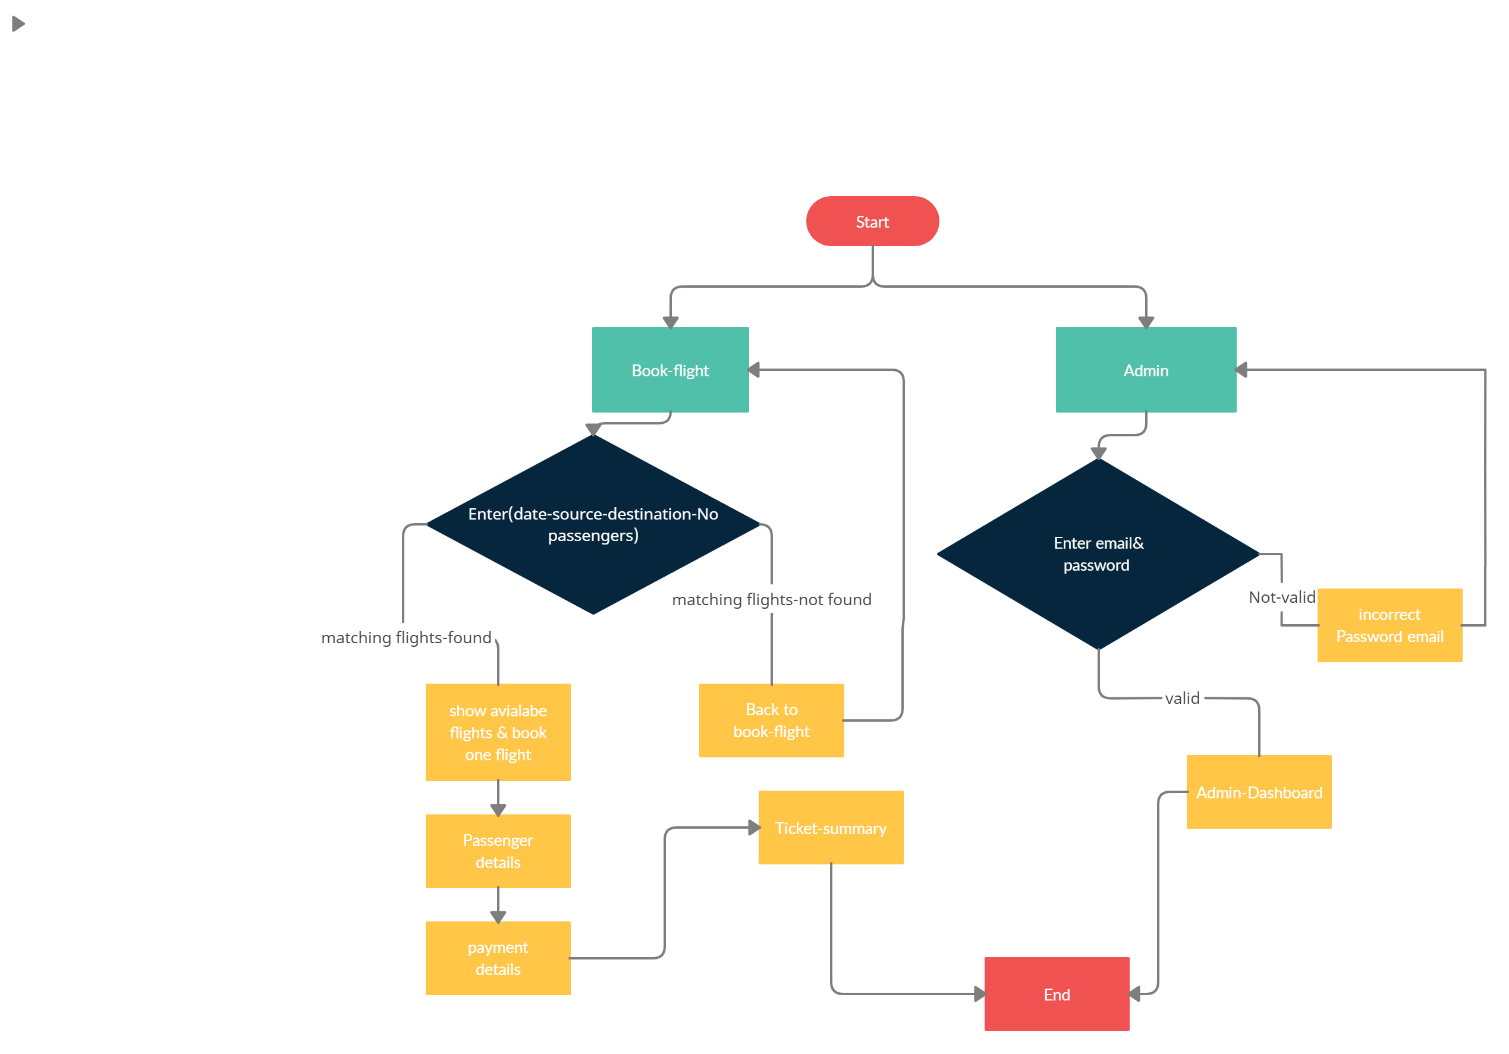 Start
Book-flight
Admin
Enter(date-source-destination-No
passengers)
Enter email&
password
matching flights-not found
Not-valid
incorrect
Password email
matching flights-found
valid
show avialabe
flights & book
one flight
Back to
book-flight
Admin-Dashboard
Ticket-summary
Passenger
details
payment
details
End